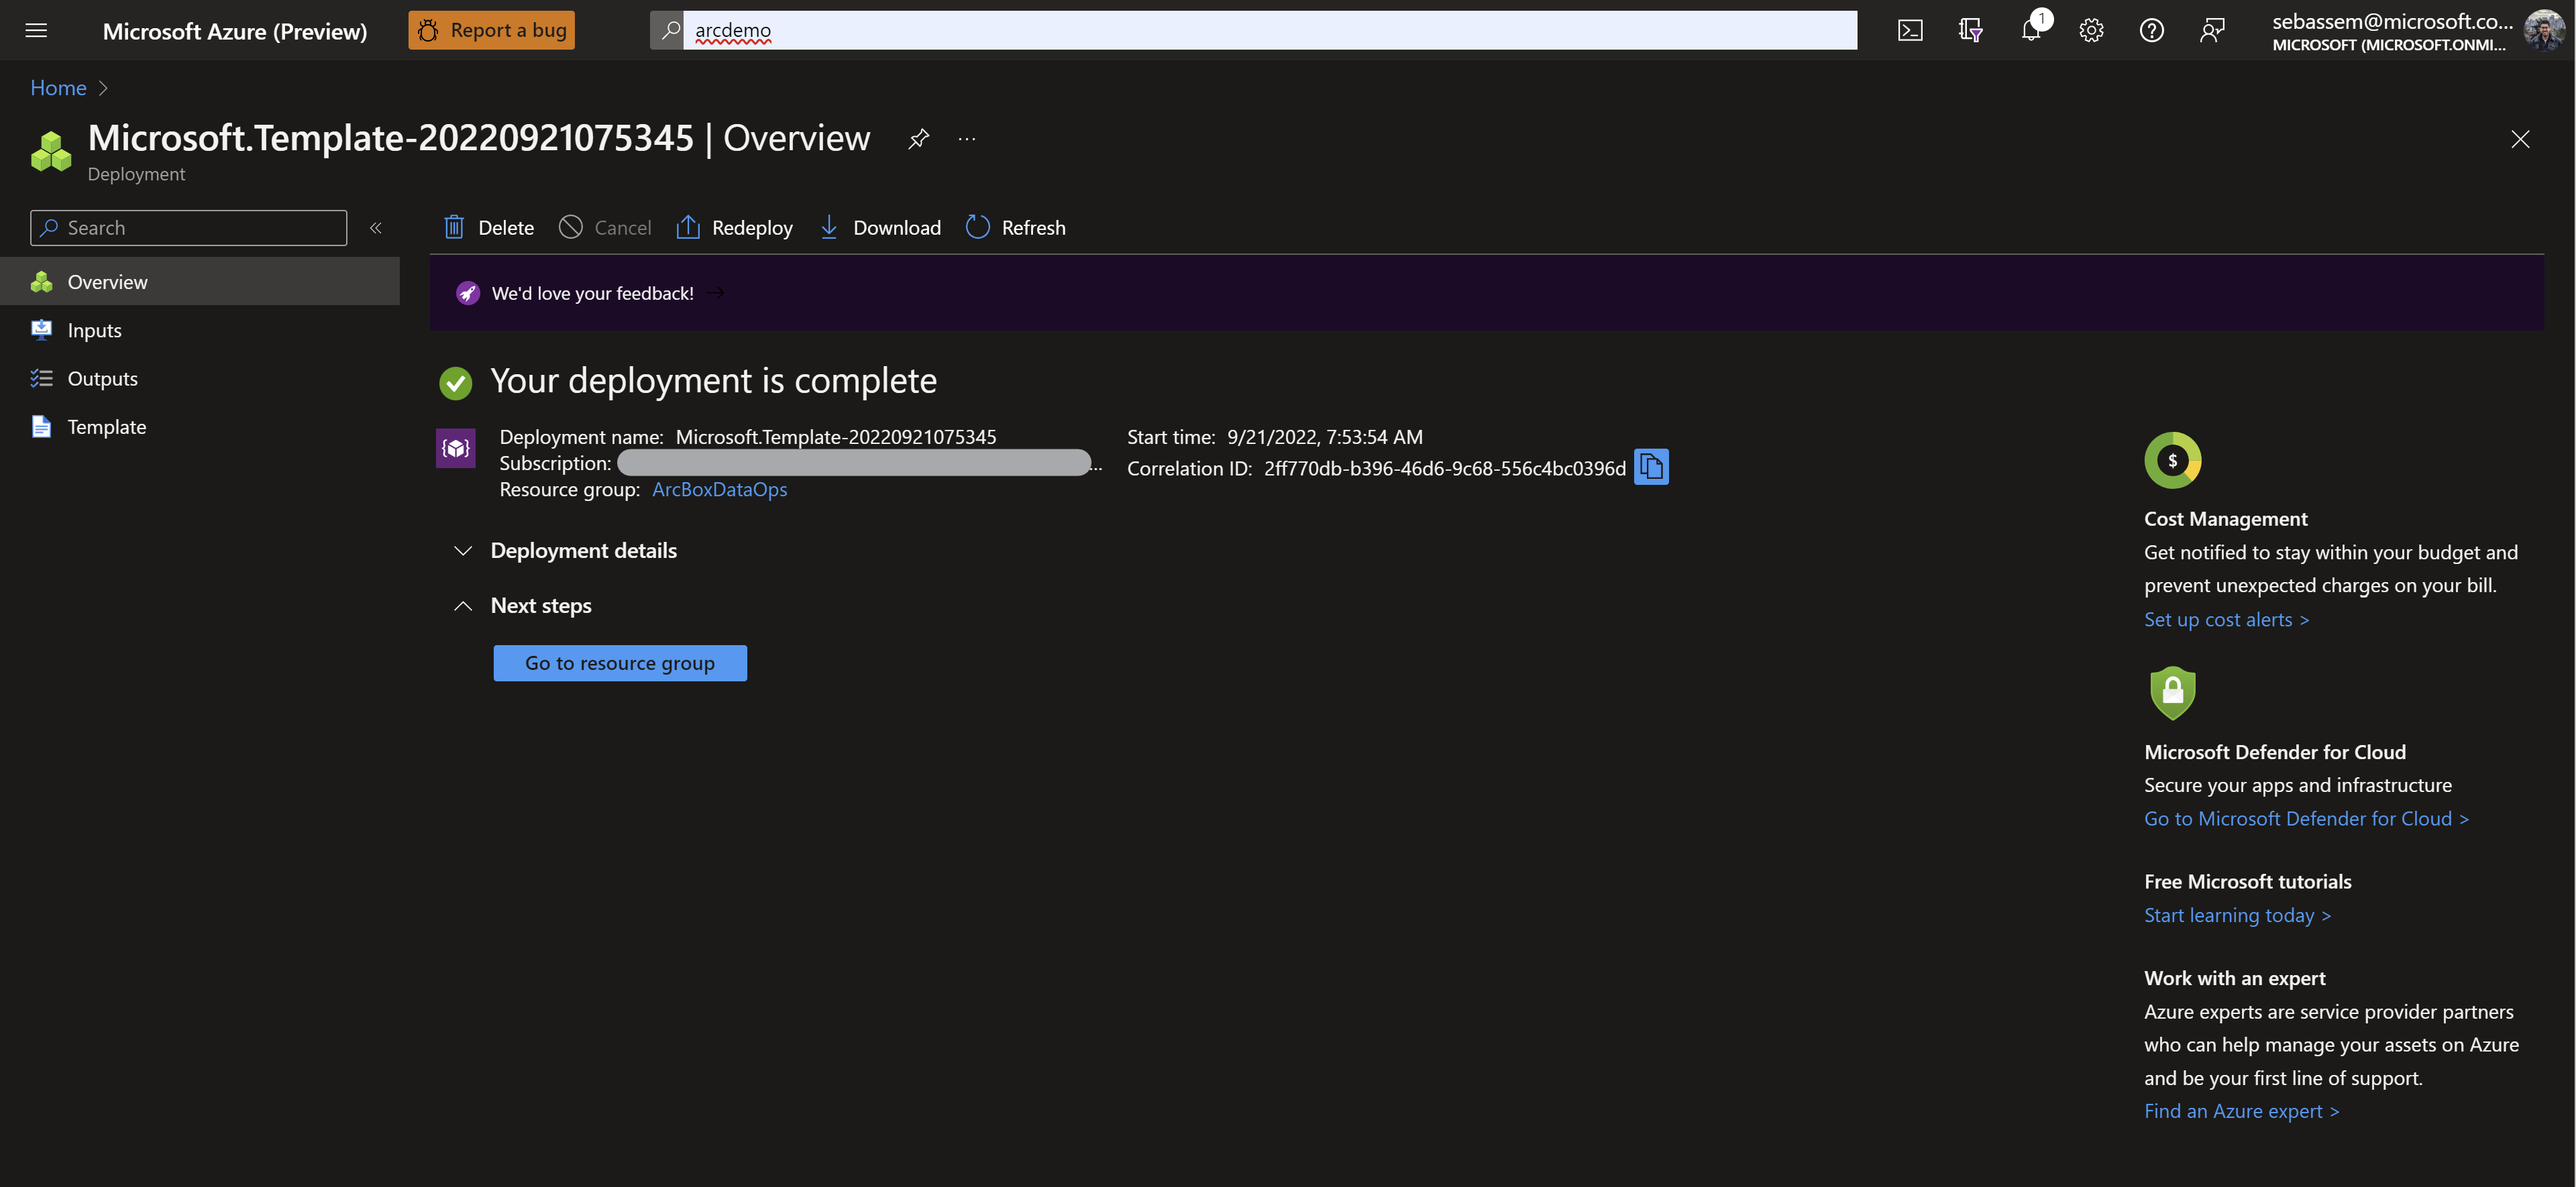 Microsoft Azure (Preview)
Report a bug
arcdemo
1
sebassem@microsoft.co...
MICROSOFT (MICROSOFT.ONMI...
Home
Microsoft.Template-20220921075345 | Overview
...
Deployment
Search
«
Delete
Cancel
Redeploy
Download
Refresh
Overview
Inputs
Outputs
Template
We'd love your feedback! →
Your deployment is complete
Deployment name: Microsoft.Template-20220921075345
Subscription: ...
Resource group: ArcBoxDataOps
Start time: 9/21/2022, 7:53:54 AM
Correlation ID: 2ff770db-b396-46d6-9c68-556c4bc0396d
Deployment details
Next steps
Go to resource group
$
Cost Management
Get notified to stay within your budget and
prevent unexpected charges on your bill.
Set up cost alerts >
Microsoft Defender for Cloud
Secure your apps and infrastructure
Go to Microsoft Defender for Cloud >
Free Microsoft tutorials
Start learning today >
Work with an expert
Azure experts are service provider partners
who can help manage your assets on Azure
and be your first line of support.
Find an Azure expert >